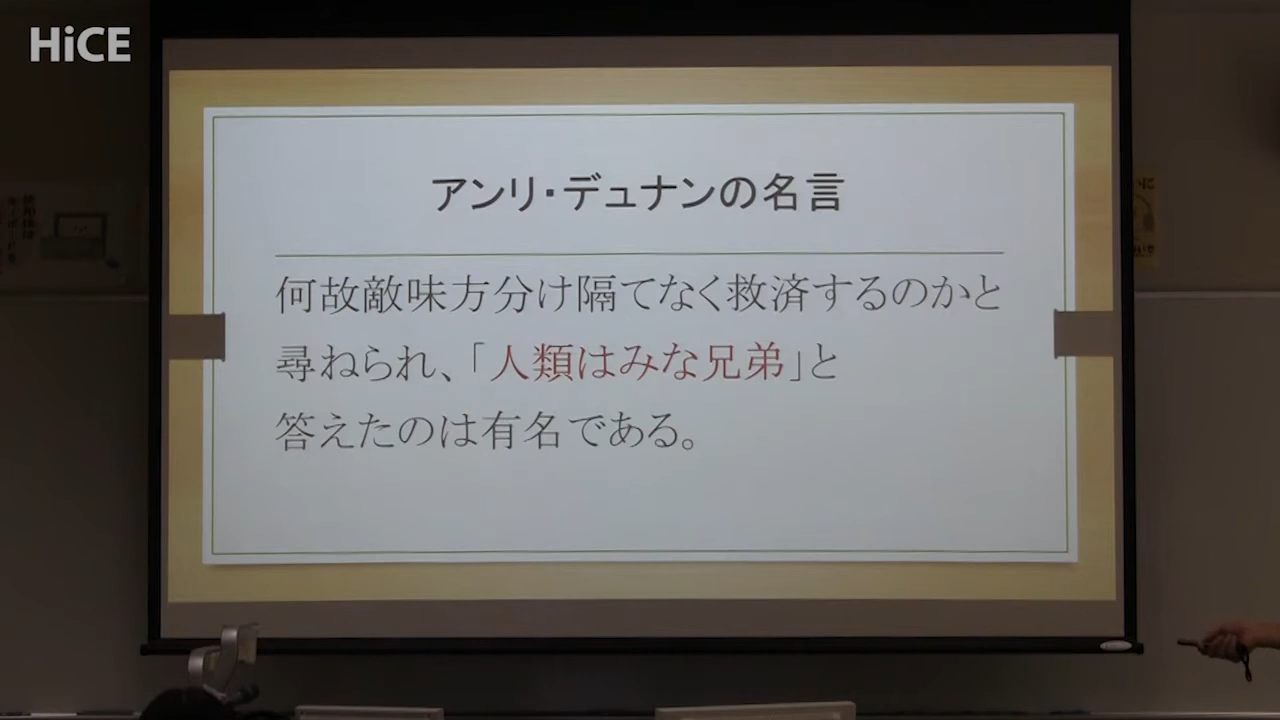 HiCE
アンリ・デュナンの名言
何故敵味方分け隔てなく救済するのかと
尋ねられ、「人類はみな兄弟」と
答えたのは有名である。